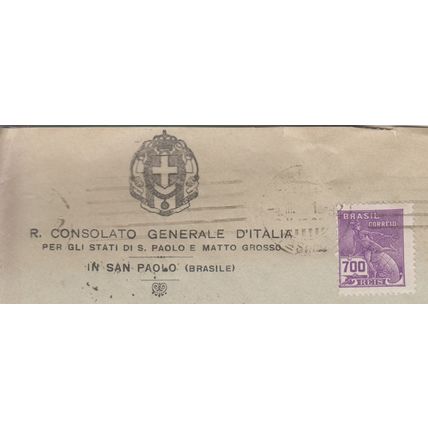 R. CONSOLATO GENERALE D'ITALIA
PER GLI STATI DI S. PAOLO E MATTO GROSSO
IN SAN PAOLO (BRASILE)
BRASIL
CORREIO
700
REIS